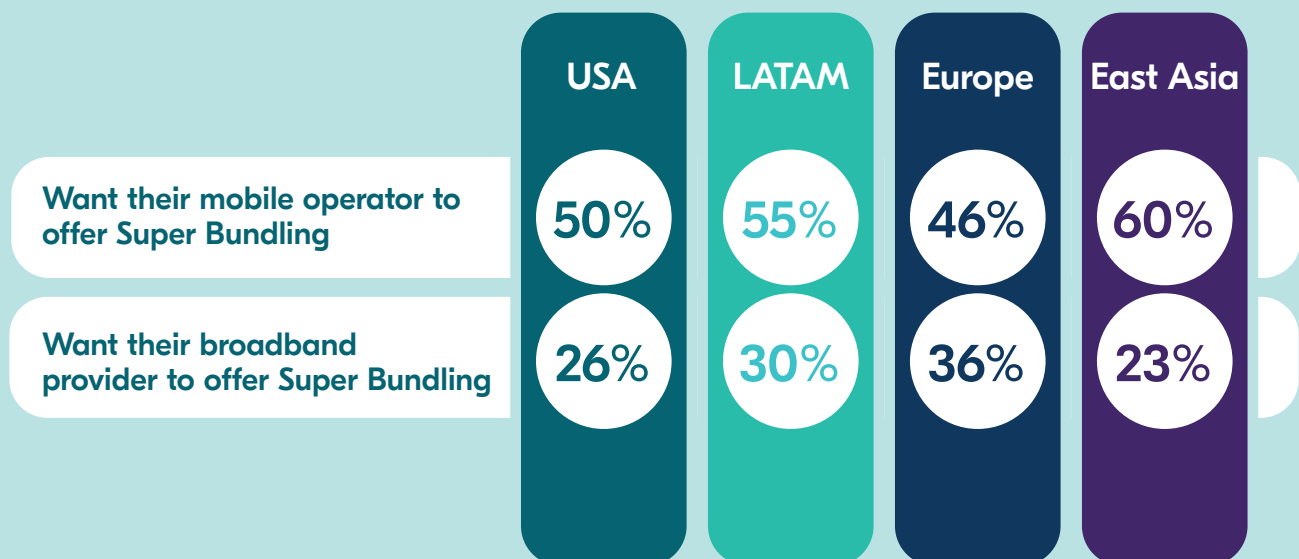 USA LATAM Europe East Asia
Want their mobile operator to
offer Super Bundling
50% 55% 46% 60%
Want their broadband
provider to offer Super Bundling
26% 30% 36% 23%